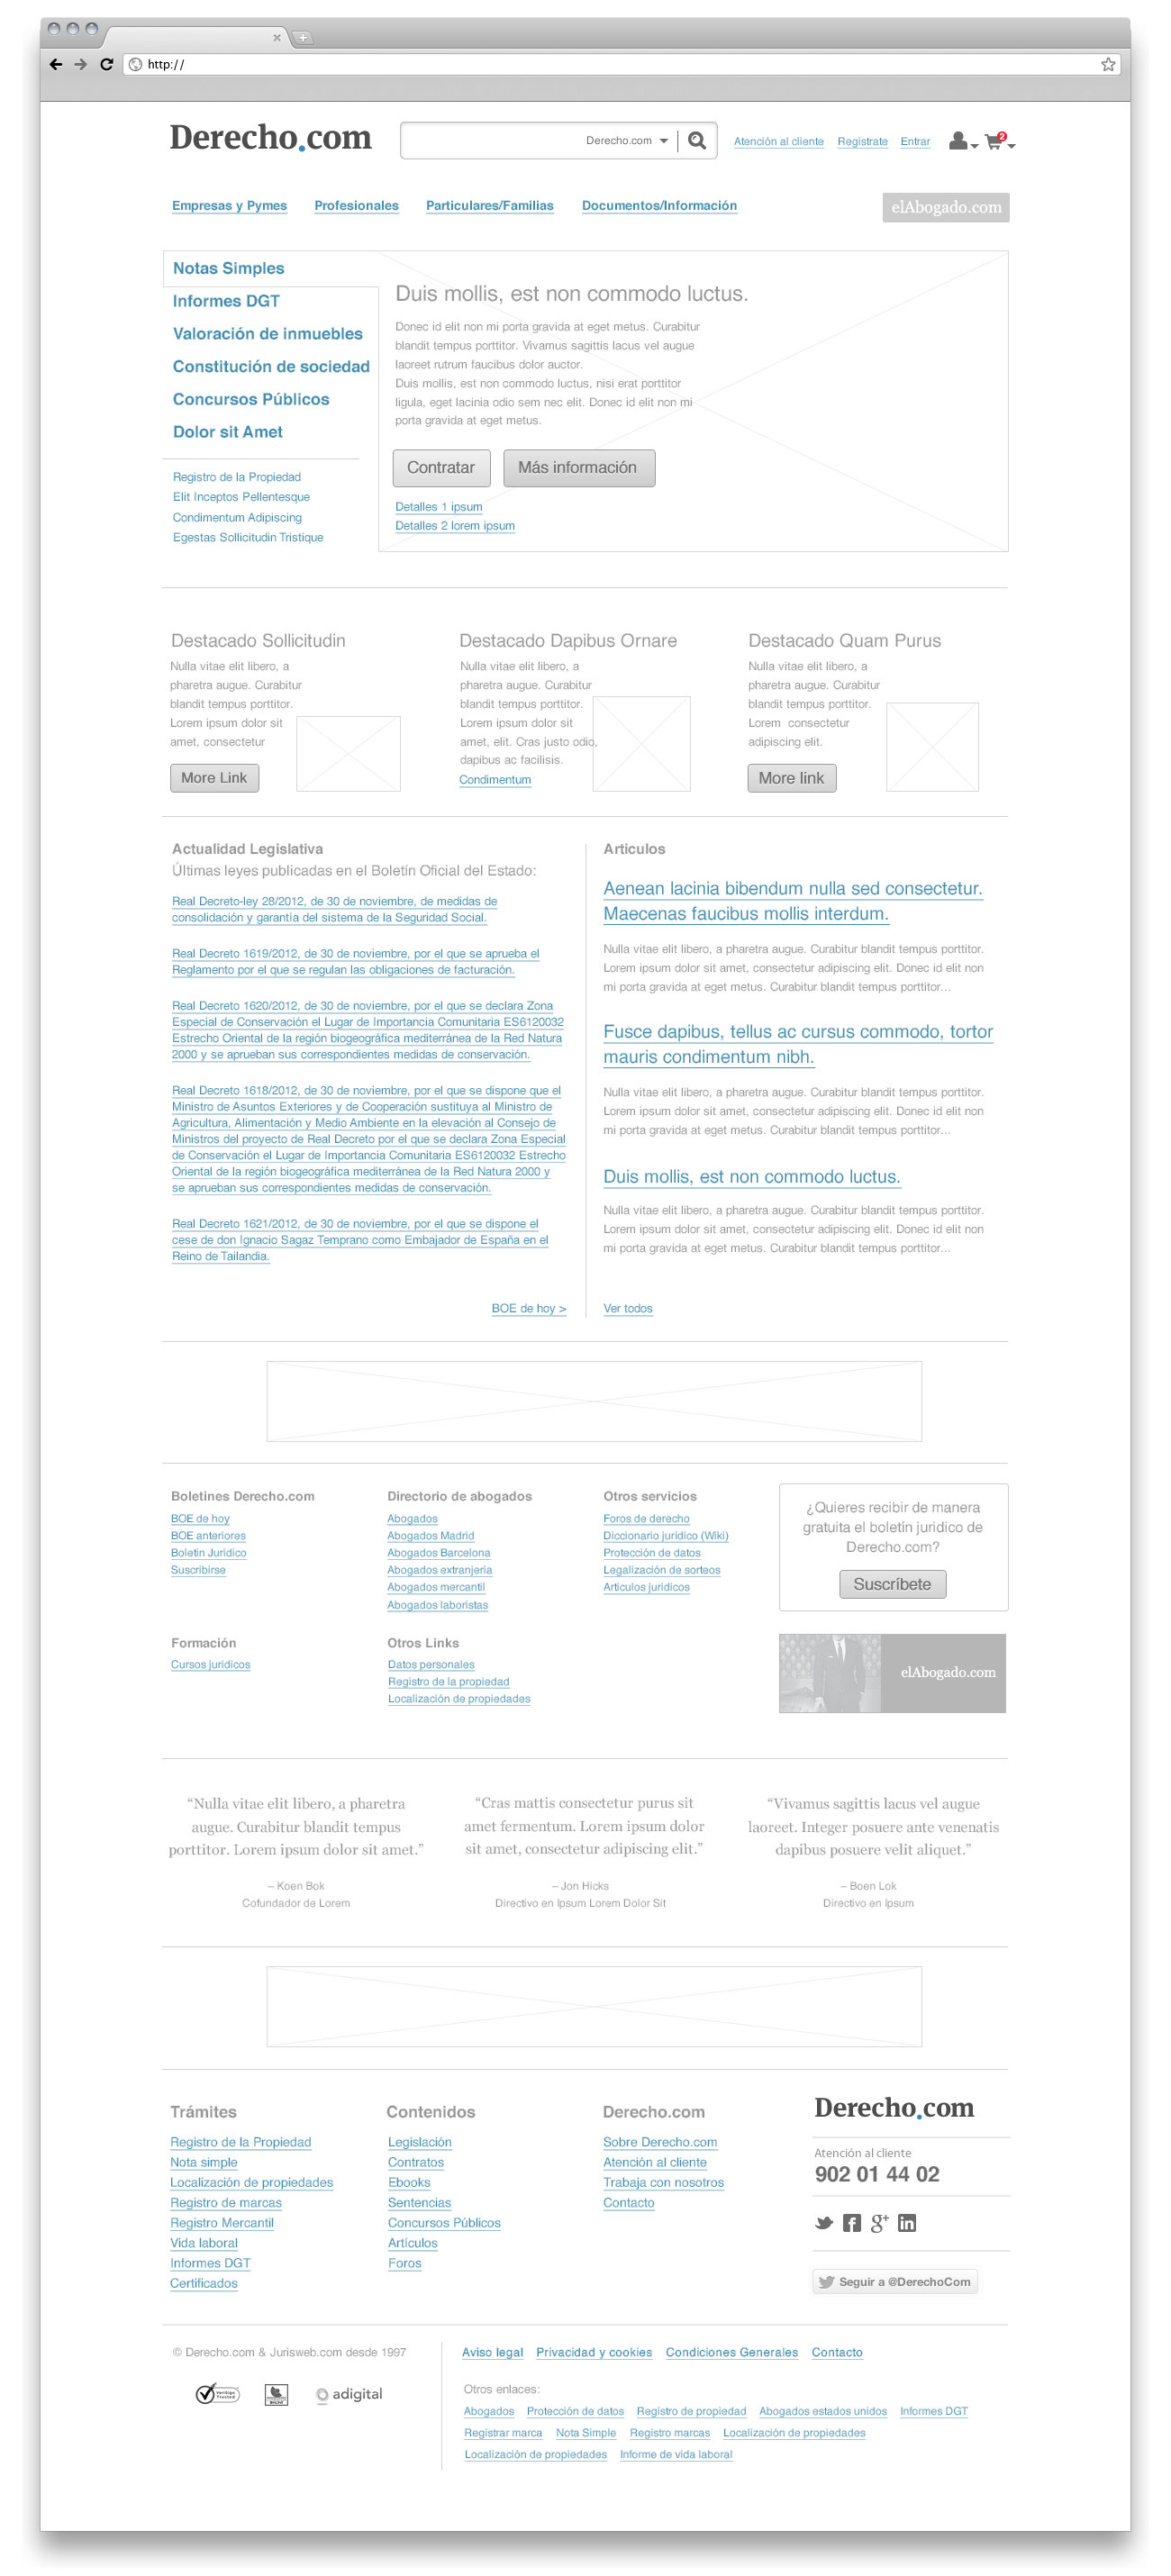 http://
Derecho.com
Derecho.com
Atención al cliente Registrate Entrar
2
Empresas y Pymes Profesionales Particulares/Familias Documentos/Información
elAbogado.com
Notas Simples
Informes DGT
Valoración de inmuebles
Constitución de sociedad
Concursos Públicos
Dolor sit Amet
Registro de la Propiedad
Elit Inceptos Pellentesque
Condimentum Adipiscing
Egestas Sollicitudin Tristique
Duis mollis, est non commodo luctus.
Donec id elit non mi porta gravida at eget metus. Curabitur
blandit tempus porttitor. Vivamus sagittis lacus vel augue
laoreet rutrum faucibus dolor auctor.
Duis mollis, est non commodo luctus, nisi erat porttitor
ligula, eget lacinia odio sem nec elit. Donec id elit non mi
porta gravida at eget metus.
Contratar
Más información
Detalles 1 ipsum
Detalles 2 lorem ipsum
Destacado Sollicitudin
Nulla vitae elit libero, a
pharetra augue. Curabitur
blandit tempus porttitor.
Lorem ipsum dolor sit
amet, consectetur
More Link
Destacado Dapibus Ornare
Nulla vitae elit libero, a
pharetra augue. Curabitur
blandit tempus porttitor.
Lorem ipsum dolor sit
amet, elit. Cras justo odio,
dapibus ac facilisis.
Condimentum
Destacado Quam Purus
Nulla vitae elit libero, a
pharetra augue. Curabitur
blandit tempus porttitor.
Lorem consectetur
adipiscing elit.
More link
Actualidad Legislativa
Últimas leyes publicadas en el Boletín Oficial del Estado:
Real Decreto-ley 28/2012, de 30 de noviembre, de medidas de
consolidación y garantía del sistema de la Seguridad Social.
Real Decreto 1619/2012, de 30 de noviembre, por el que se aprueba el
Reglamento por el que se regulan las obligaciones de facturación.
Real Decreto 1620/2012, de 30 de noviembre, por el que se declara Zona
Especial de Conservación el Lugar de Importancia Comunitaria ES6120032
Estrecho Oriental de la región biogeográfica mediterránea de la Red Natura
2000 y se aprueban sus correspondientes medidas de conservación.
Real Decreto 1618/2012, de 30 de noviembre, por el que se dispone que el
Ministro de Asuntos Exteriores y de Cooperación sustituya al Ministro de
Agricultura, Alimentación y Medio Ambiente en la elevación al Consejo de
Ministros del proyecto de Real Decreto por el que se declara Zona Especial
de Conservación el Lugar de Importancia Comunitaria ES6120032 Estrecho
Oriental de la región biogeográfica mediterránea de la Red Natura 2000 y
se aprueban sus correspondientes medidas de conservación.
Real Decreto 1621/2012, de 30 de noviembre, por el que se dispone el
cese de don Ignacio Sagaz Temprano como Embajador de España en el
Reino de Tailandia.
BOE de hoy >
Articulos
Aenean lacinia bibendum nulla sed consectetur.
Maecenas faucibus mollis interdum.
Nulla vitae elit libero, a pharetra augue. Curabitur blandit tempus porttitor.
Lorem ipsum dolor sit amet, consectetur adipiscing elit. Donec id elit non
mi porta gravida at eget metus. Curabitur blandit tempus porttitor...
Fusce dapibus, tellus ac cursus commodo, tortor
mauris condimentum nibh.
Nulla vitae elit libero, a pharetra augue. Curabitur blandit tempus porttitor.
Lorem ipsum dolor sit amet, consectetur adipiscing elit. Donec id elit non
mi porta gravida at eget metus. Curabitur blandit tempus porttitor...
Duis mollis, est non commodo luctus.
Nulla vitae elit libero, a pharetra augue. Curabitur blandit tempus porttitor.
Lorem ipsum dolor sit amet, consectetur adipiscing elit. Donec id elit non
mi porta gravida at eget metus. Curabitur blandit tempus porttitor...
Ver todos
Boletines Derecho.com
BOE de hoy
BOE anteriores
Boletin Juridico
Suscribirse
Directorio de abogados
Abogados
Abogados Madrid
Abogados Barcelona
Abogados extranjeria
Abogados mercantil
Abogados laboristas
Otros servicios
Foros de derecho
Diccionario jurídico (Wiki)
Protección de datos
Legalización de sorteos
Articulos juridicos
¿Quieres recibir de manera
gratuita el boletín juridico de
Derecho.com?
Suscríbete
Formación
Cursos juridicos
Otros Links
Datos personales
Registro de la propiedad
Localización de propiedades
elAbogado.com
“Nulla vitae elit libero, a pharetra
augue. Curabitur blandit tempus
porttitor. Lorem ipsum dolor sit amet.”
– Koen Bok
Cofundador de Lorem
“Cras mattis consectetur purus sit
amet fermentum. Lorem ipsum dolor
sit amet, consectetur adipiscing elit.”
– Jon Hicks
Directivo en Ipsum Lorem Dolor Sit
“Vivamus sagittis lacus vel augue
laoreet. Integer posuere ante venenatis
dapibus posuere velit aliquet.”
– Boen Lok
Directivo en Ipsum
Trámites
Registro de la Propiedad
Nota simple
Localización de propiedades
Registro de marcas
Registro Mercantil
Vida laboral
Informes DGT
Certificados
Contenidos
Legislación
Contratos
Ebooks
Sentencias
Concursos Públicos
Artículos
Foros
Derecho.com
Sobre Derecho.com
Atención al cliente
Trabaja con nosotros
Contacto
Derecho.com
Atención al cliente
902 01 44 02
Seguir a @DerechoCom
© Derecho.com & Jurisweb.com desde 1997
VeriSign
Trusted
adigital
Aviso legal Privacidad y cookies Condiciones Generales Contacto
Otros enlaces:
Abogados Protección de datos Registro de propiedad Abogados estados unidos Informes DGT
Registrar marca Nota Simple Registro marcas Localización de propiedades
Localización de propiedades Informe de vida laboral